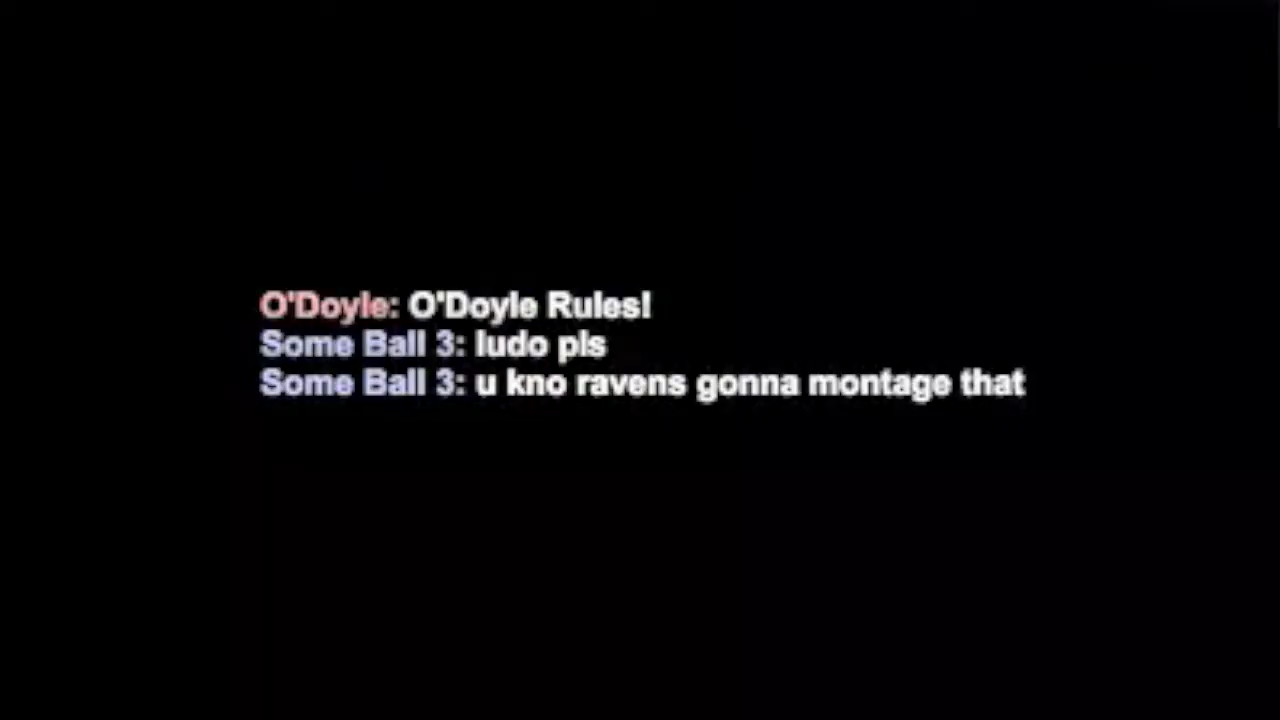 O'Doyle: O'Doyle Rules!
Some Ball 3: ludo pls
Some Ball 3: u kno ravens gonna montage that